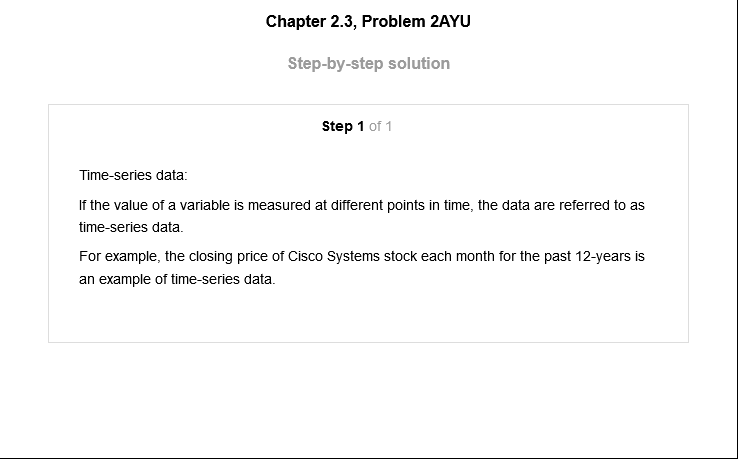 Chapter 2.3, Problem 2AYU
Step-by-step solution
Step 1 of 1
Time-series data:
If the value of a variable is measured at different points in time, the data are referred to as
time-series data.
For example, the closing price of Cisco Systems stock each month for the past 12-years is
an example of time-series data.